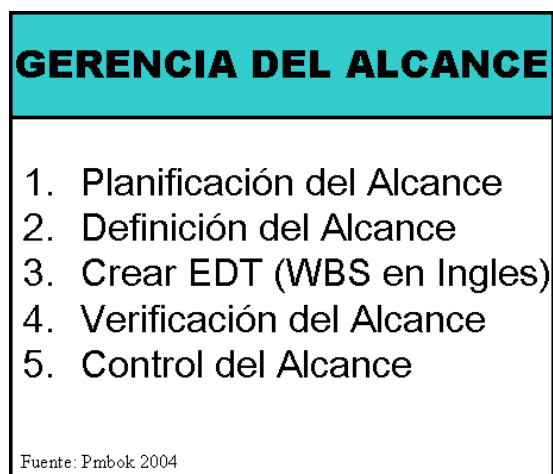 GERENCIA DEL ALCANCE
1. Planificación del Alcance
2. Definición del Alcance
3. Crear EDT (WBS en Ingles)
4. Verificación del Alcance
5. Control del Alcance
Fuente: Pmbok 2004